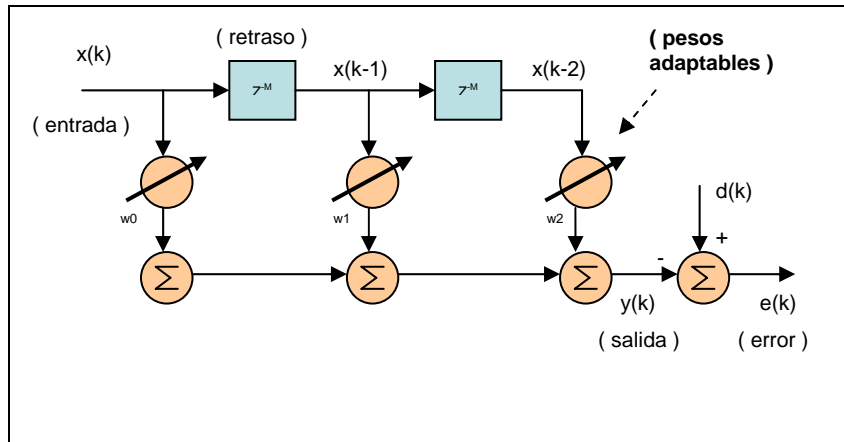 ( retraso )
( pesos
adaptables )
x(k)
x(k-1)
x(k-2)
z-M
z-M
( entrada )
d(k)
w0
w1
w2
+
Σ
Σ
Σ
-
Σ
y(k)
e(k)
( salida )
( error )